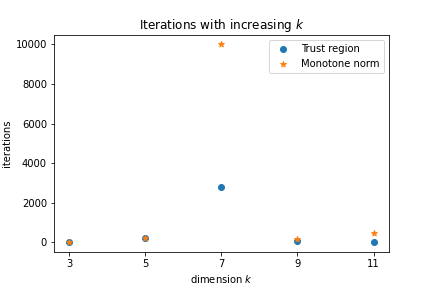 Iterations with increasing k
Trust region
Monotone norm
iterations
10000
8000
6000
4000
2000
0
3 5 7 9 11
dimension k